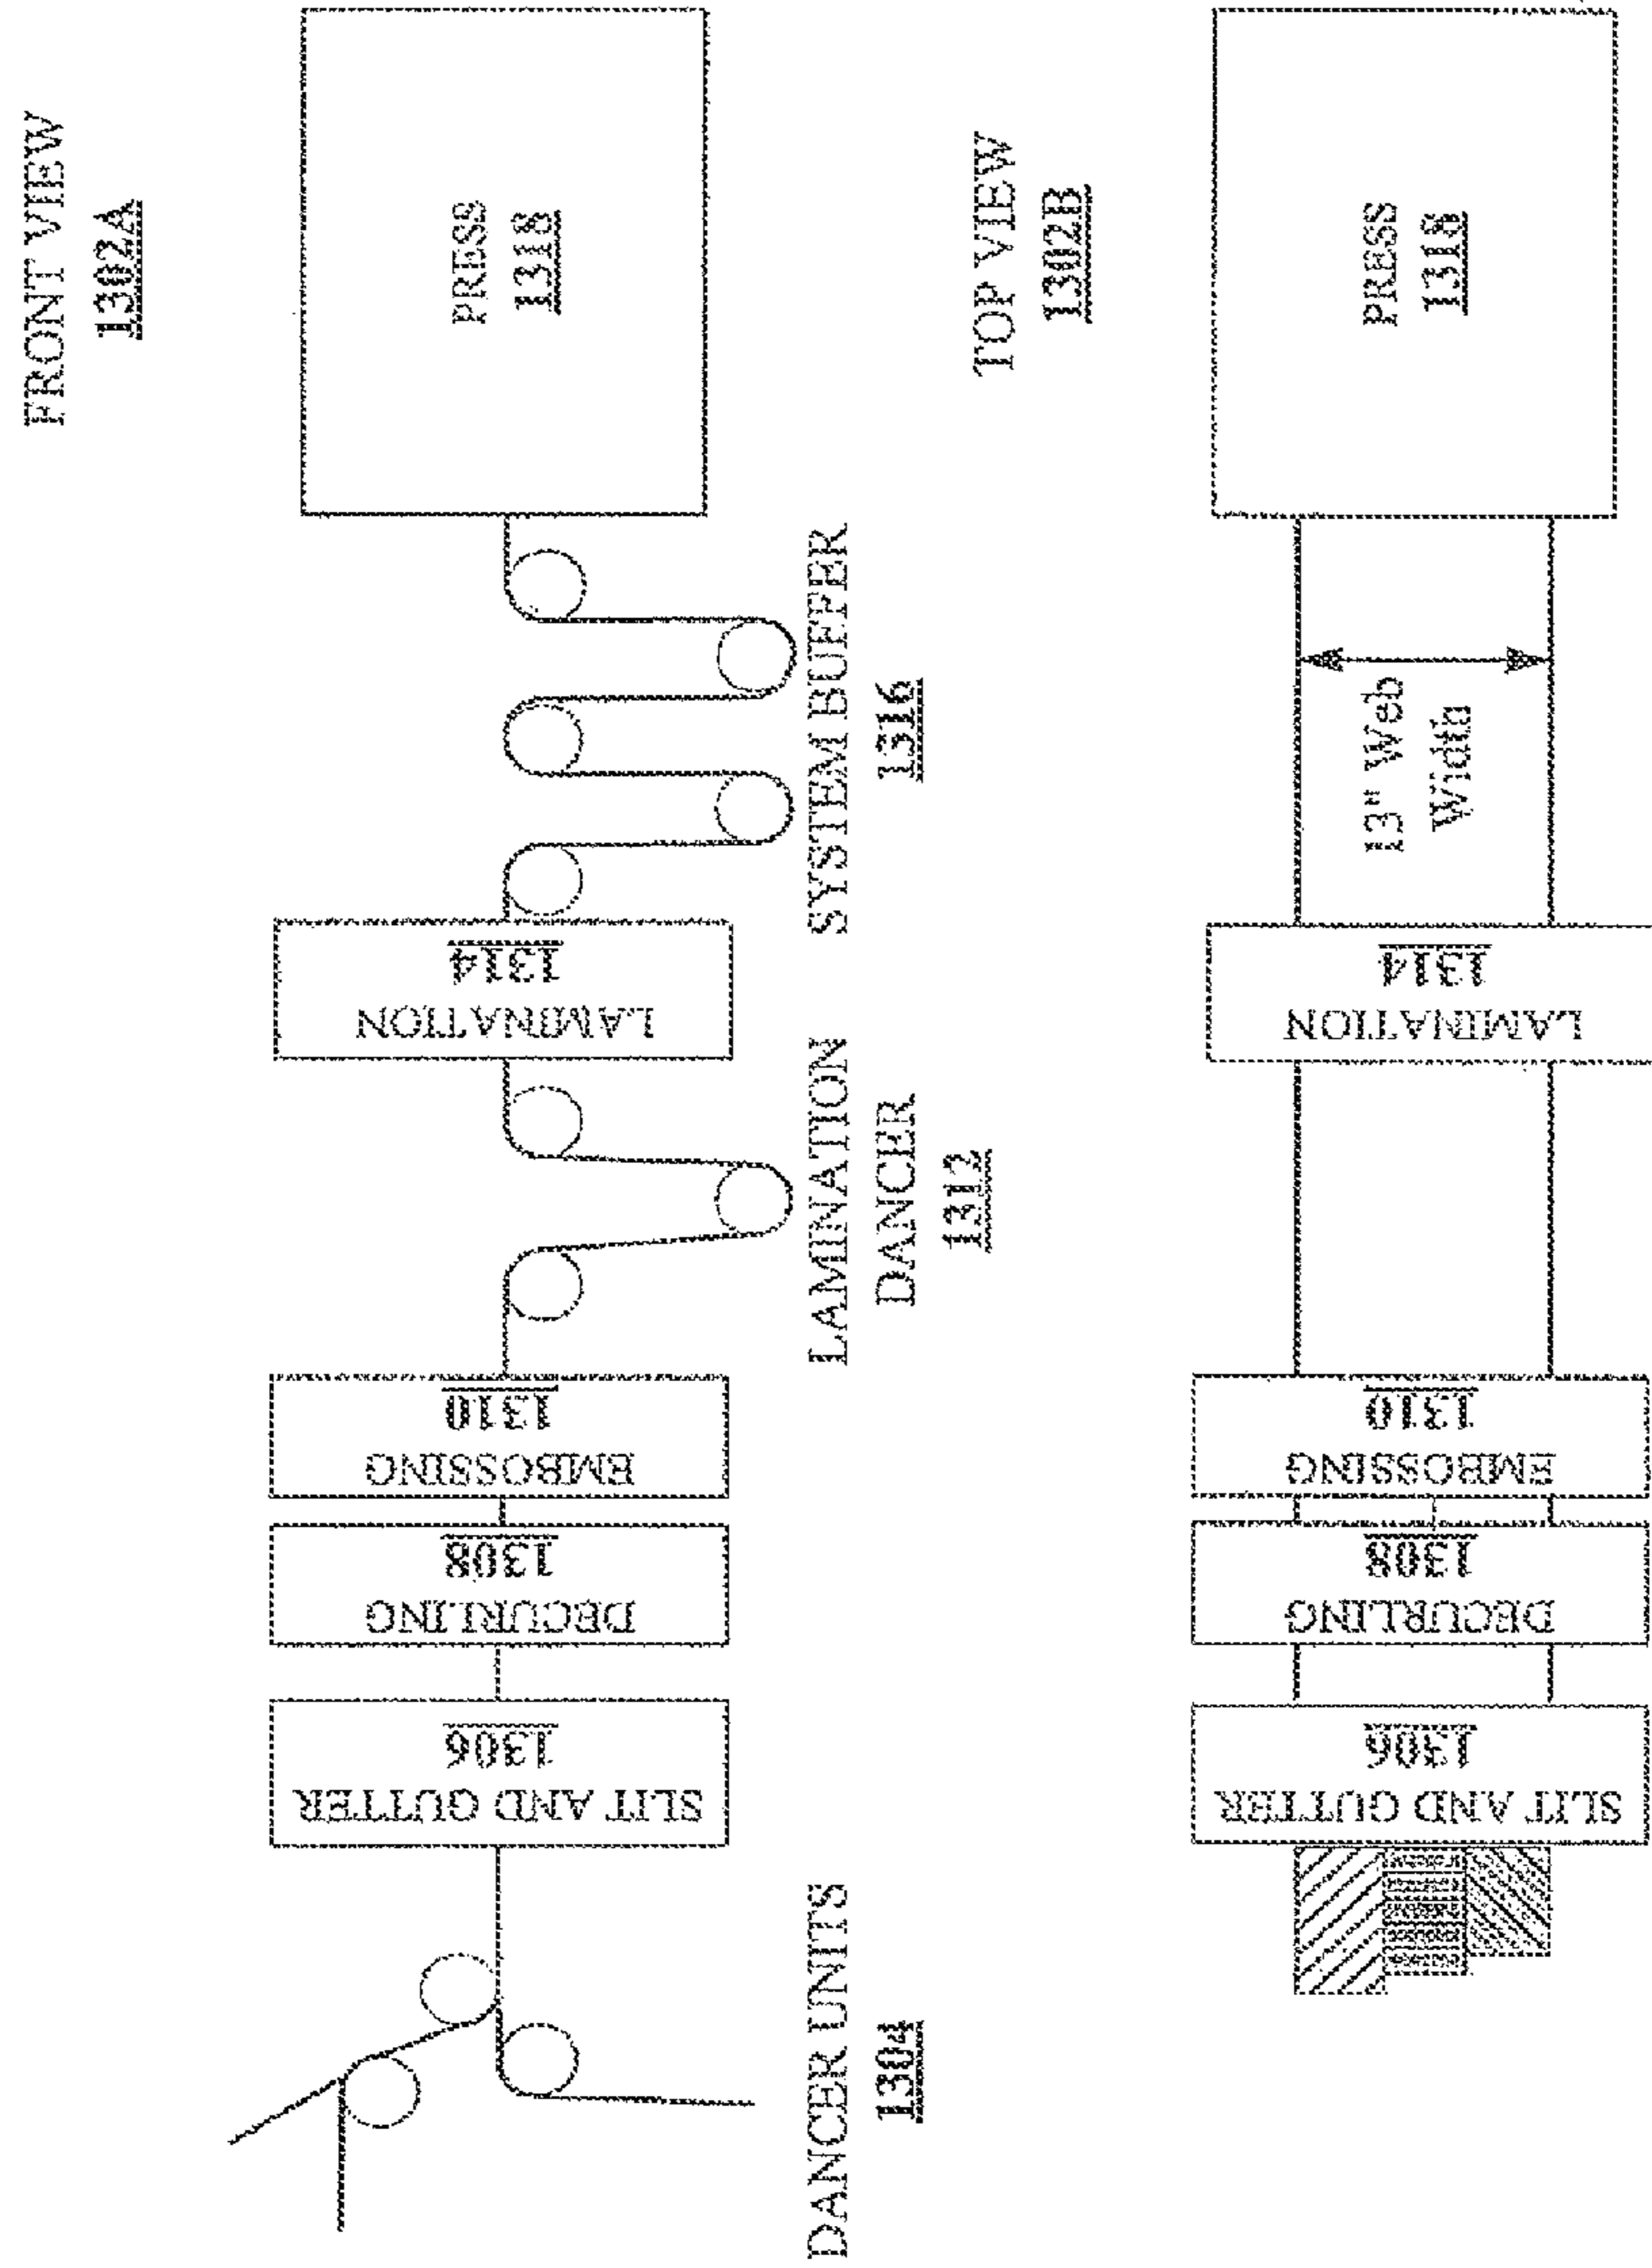 FRONT VIEW
1302A
PRESS
1318
SYSTEM BUFFER
1316
LAMINATION
1314
LAMINATION
DANCER
1312
EMBOSSING
1310
DECURLING
1308
SLIT AND GUTTER
1306
DANCER UNITS
1304
TOP VIEW
1302B
PRESS
1318
13" Web
Width
LAMINATION
1314
EMBOSSING
1310
DECURLING
1308
SLIT AND GUTTER
1306